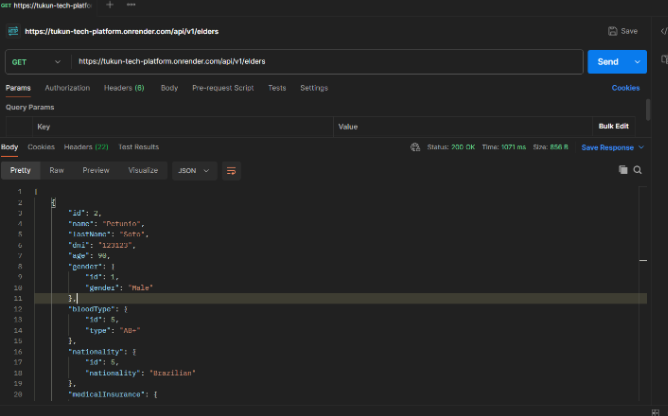 GET https://tukun-tech-platfo
https://tukun-tech-platform.onrender.com/api/v1/elders
Save
GET https://tukun-tech-platform.onrender.com/api/v1/elders Send
Params Authorization Headers (6) Body Pre-request Script Tests Settings Cookies
Query Params
Key Value Bulk Edit
Body Cookies Headers (22) Test Results Status: 200 OK Time: 1071 ms Size: 856 B Save Response
Pretty Raw Preview Visualize JSON
1 [
2 {
3 "id": 2,
4 "name": "Petunio",
5 "lastName": "Soto",
6 "dni": "123123",
7 "age": 90,
8 "gender": {
9 "id": 1,
10 "gender": "Male"
11 },
12 "bloodType": {
13 "id": 5,
14 "type": "AB+"
15 },
16 "nationality": {
17 "id": 5,
18 "nationality": "Brazilian"
19 },
20 "medicalInsurance": {